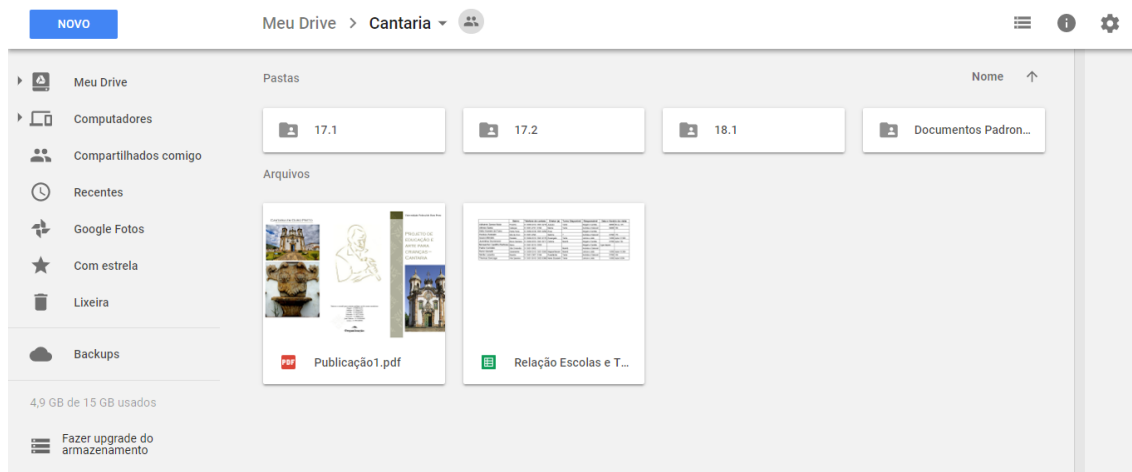 NOVO
Meu Drive > Cantaria
Meu Drive
Computadores
Compartilhados comigo
Recentes
Google Fotos
Com estrela
Lixeira
Backups
4,9 GB de 15 GB usados
Fazer upgrade do
armazenamento
Pastas
Nome
17.1
17.2
18.1
Documentos Padron...
Arquivos
PROJETO DE
EDUCAÇÃO E
ARTE PARA
CRIANÇAS -
CANTARIA
PDF
Publicação1.pdf
Relação Escolas e T...